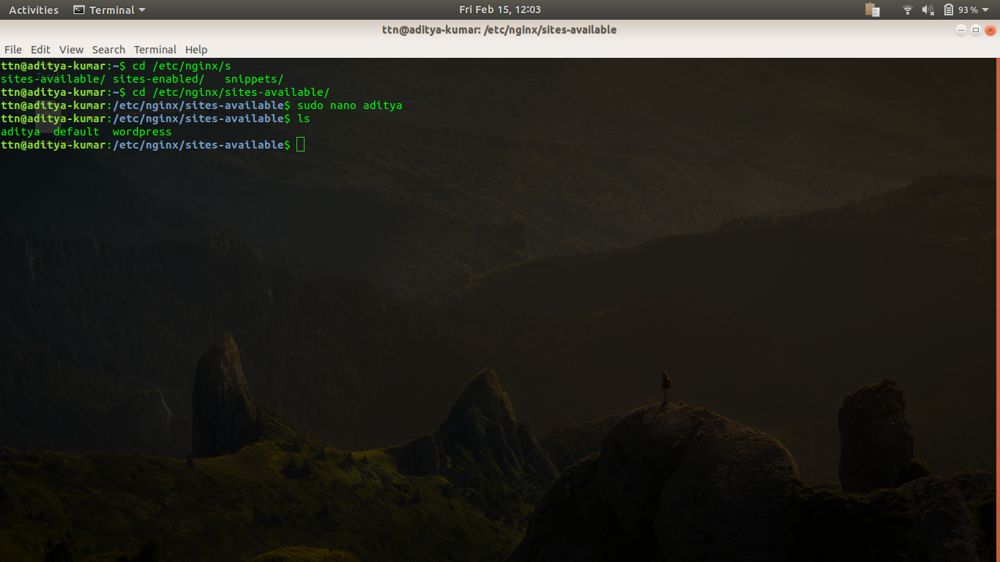 Activities Terminal Fri Feb 15, 12:03 93%
ttn@aditya-kumar: /etc/nginx/sites-available
File Edit View Search Terminal Help
ttn@aditya-kumar:~$ cd /etc/nginx/s
sites-available/ sites-enabled/ snippets/
ttn@aditya-kumar:~$ cd /etc/nginx/sites-available/
ttn@aditya-kumar:/etc/nginx/sites-available$ sudo nano aditya
ttn@aditya-kumar:/etc/nginx/sites-available$ ls
aditya default wordpress
ttn@aditya-kumar:/etc/nginx/sites-available$